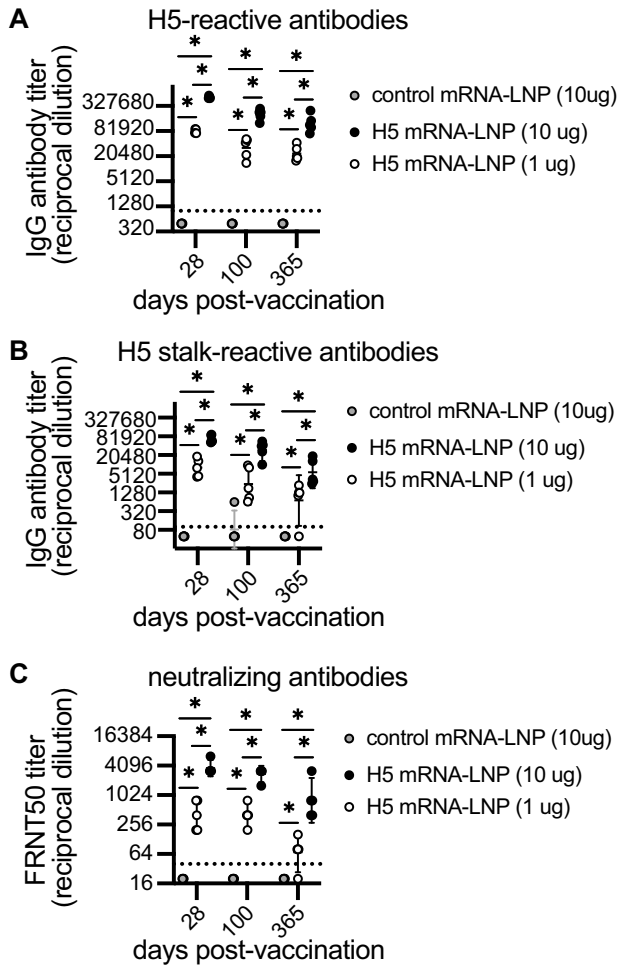 A
H5-reactive antibodies
IgG antibody titer
(reciprocal dilution)
* * *
* * *
* * *
327680
81920
20480
5120
1280
320
28 100 365
days post-vaccination
control mRNA-LNP (10ug)
H5 mRNA-LNP (10 ug)
H5 mRNA-LNP (1 ug)
B
H5 stalk-reactive antibodies
IgG antibody titer
(reciprocal dilution)
* * *
* * *
* * *
327680
81920
20480
5120
1280
320
80
28 100 365
days post-vaccination
control mRNA-LNP (10ug)
H5 mRNA-LNP (10 ug)
H5 mRNA-LNP (1 ug)
C
neutralizing antibodies
FRNT50 titer
(reciprocal dilution)
* * *
* * *
* * *
16384
4096
1024
256
64
16
28 100 365
days post-vaccination
control mRNA-LNP (10ug)
H5 mRNA-LNP (10 ug)
H5 mRNA-LNP (1 ug)